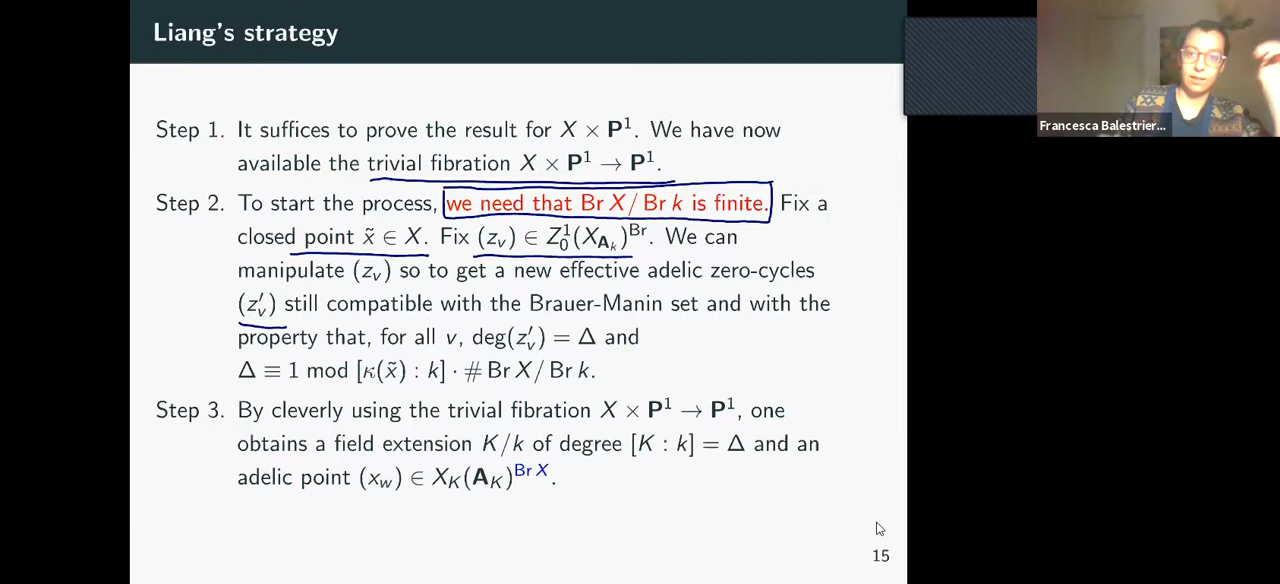 Liang's strategy
Step 1. It suffices to prove the result for X × P¹. We have now
available the trivial fibration X × P¹ → P¹.
Step 2. To start the process, we need that Br X/ Br k is finite. Fix a
closed point x̃ ∈ X. Fix (z_v) ∈ Z_0^1(X_{A_k})^{Br}. We can
manipulate (z_v) so to get a new effective adelic zero-cycles
(z'_v) still compatible with the Brauer-Manin set and with the
property that, for all v, deg(z'_v) = Δ and
Δ ≡ 1 mod [κ(x̃) : k] · # Br X/ Br k.
Step 3. By cleverly using the trivial fibration X × P¹ → P¹, one
obtains a field extension K/k of degree [K : k] = Δ and an
adelic point (x_w) ∈ X_K(A_K)^{Br X}.
15
Francesca Balestrier...